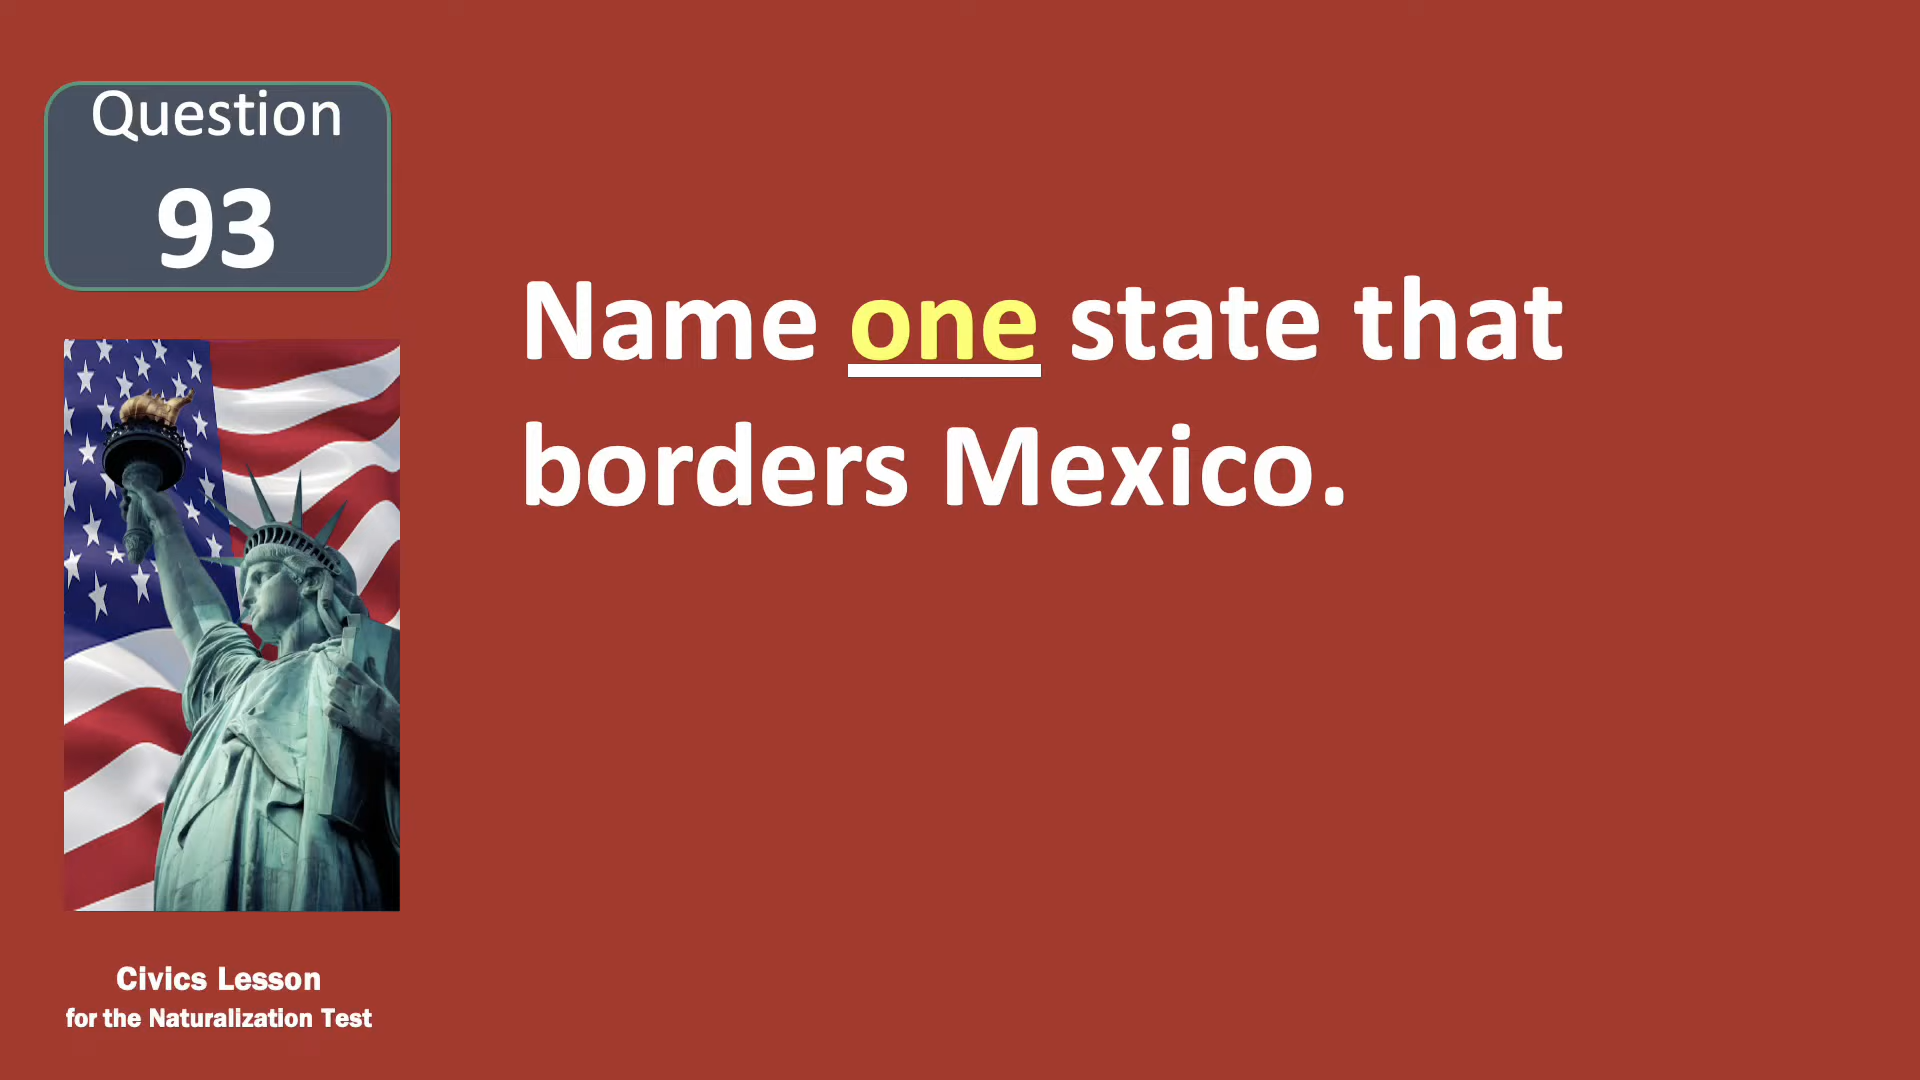 Question
93
Name one state that
borders Mexico.
Civics Lesson
for the Naturalization Test